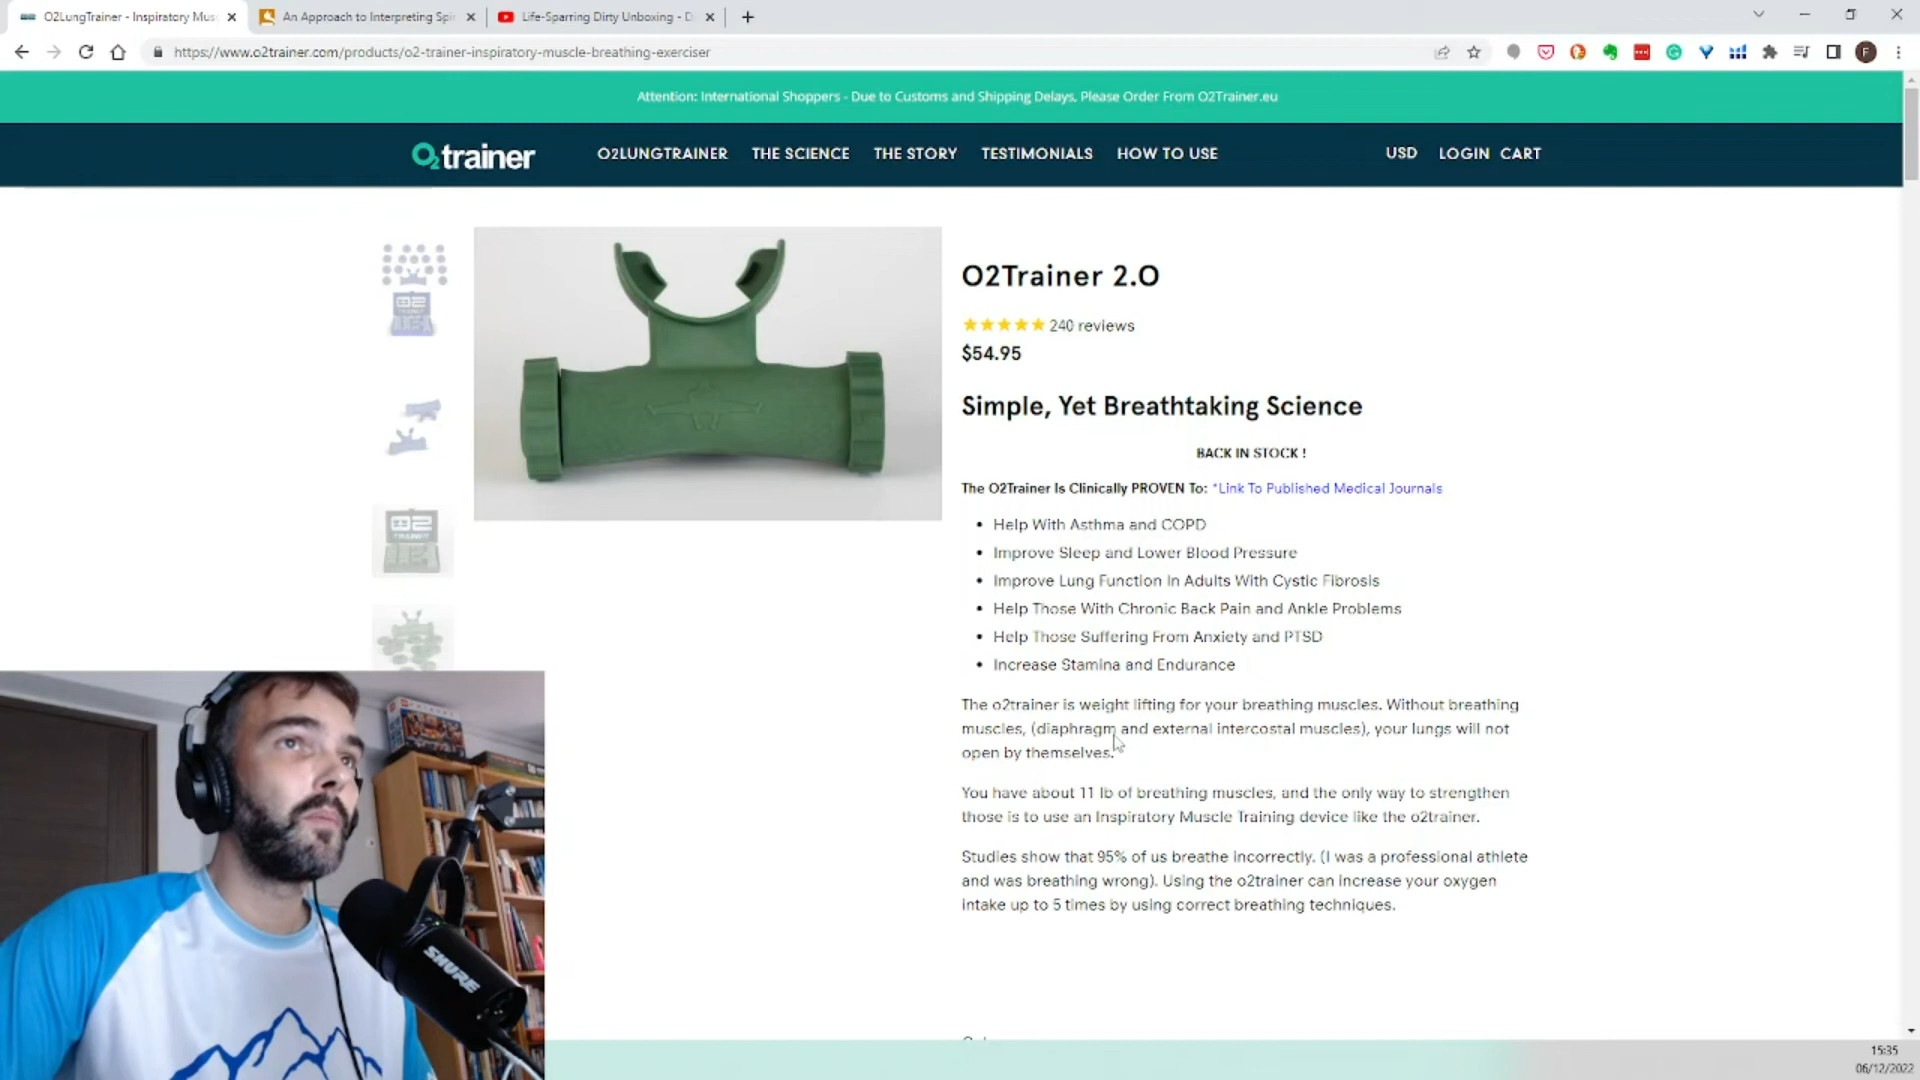 O2LungTrainer - Inspiratory Mus
An Approach to Interpreting Spir
Life-Sparring Dirty Unboxing - D
https://www.o2trainer.com/products/o2-trainer-inspiratory-muscle-breathing-exerciser
F
Attention: International Shoppers - Due to Customs and Shipping Delays, Please Order From O2Trainer.eu
O2trainer
O2LUNGTRAINER
THE SCIENCE
THE STORY
TESTIMONIALS
HOW TO USE
USD
LOGIN
CART
O2Trainer 2.O
240 reviews
$54.95
Simple, Yet Breathtaking Science
BACK IN STOCK !
The O2Trainer Is Clinically PROVEN To: *Link To Published Medical Journals
• Help With Asthma and COPD
• Improve Sleep and Lower Blood Pressure
• Improve Lung Function In Adults With Cystic Fibrosis
• Help Those With Chronic Back Pain and Ankle Problems
• Help Those Suffering From Anxiety and PTSD
• Increase Stamina and Endurance
The o2trainer is weight lifting for your breathing muscles. Without breathing
muscles, (diaphragm and external intercostal muscles), your lungs will not
open by themselves.
You have about 11 lb of breathing muscles, and the only way to strengthen
those is to use an Inspiratory Muscle Training device like the o2trainer.
Studies show that 95% of us breathe incorrectly. (I was a professional athlete
and was breathing wrong). Using the o2trainer can increase your oxygen
intake up to 5 times by using correct breathing techniques.
SHURE
15:35
06/12/2022